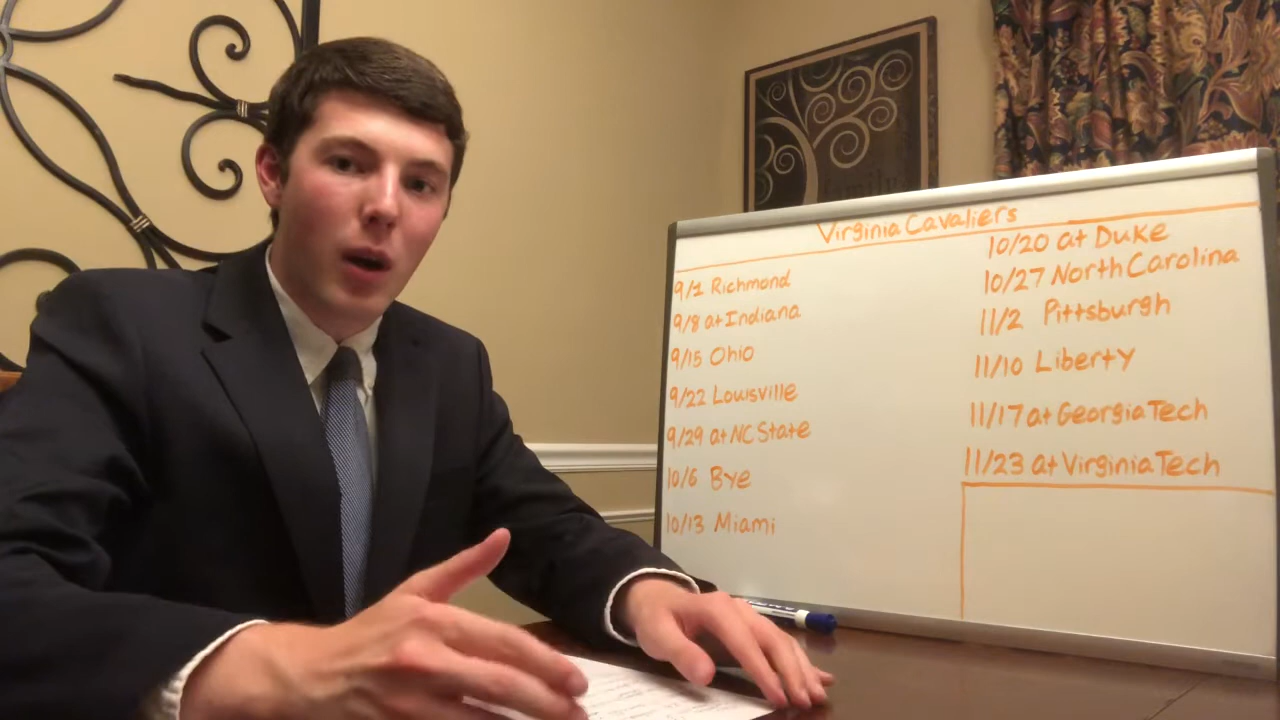 family
Virginia Cavaliers
9/1 Richmond
9/8 at Indiana
9/15 Ohio
9/22 Louisville
9/29 at NC State
10/6 Bye
10/13 Miami
10/20 at Duke
10/27 North Carolina
11/2 Pittsburgh
11/10 Liberty
11/17 at Georgia Tech
11/23 at Virginia Tech